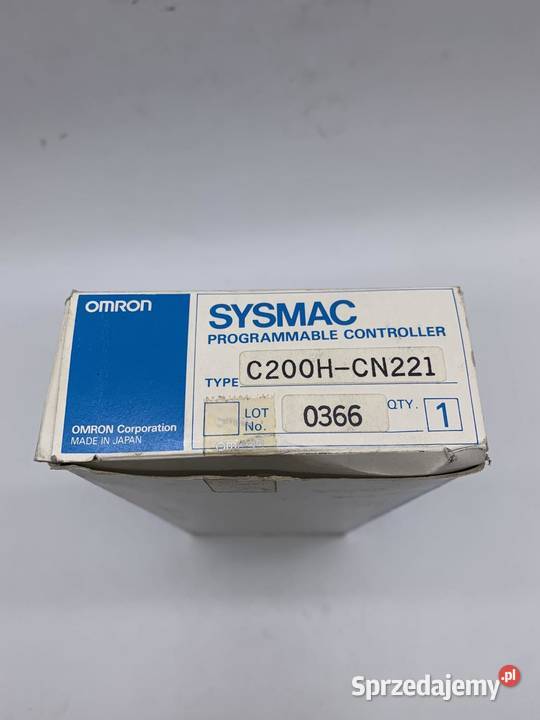 OMRON
SYSMAC
PROGRAMMABLE CONTROLLER
TYPE C200H-CN221
LOT No. 0366 QTY. 1
OMRON Corporation
MADE IN JAPAN
Sprzedajemy.pl